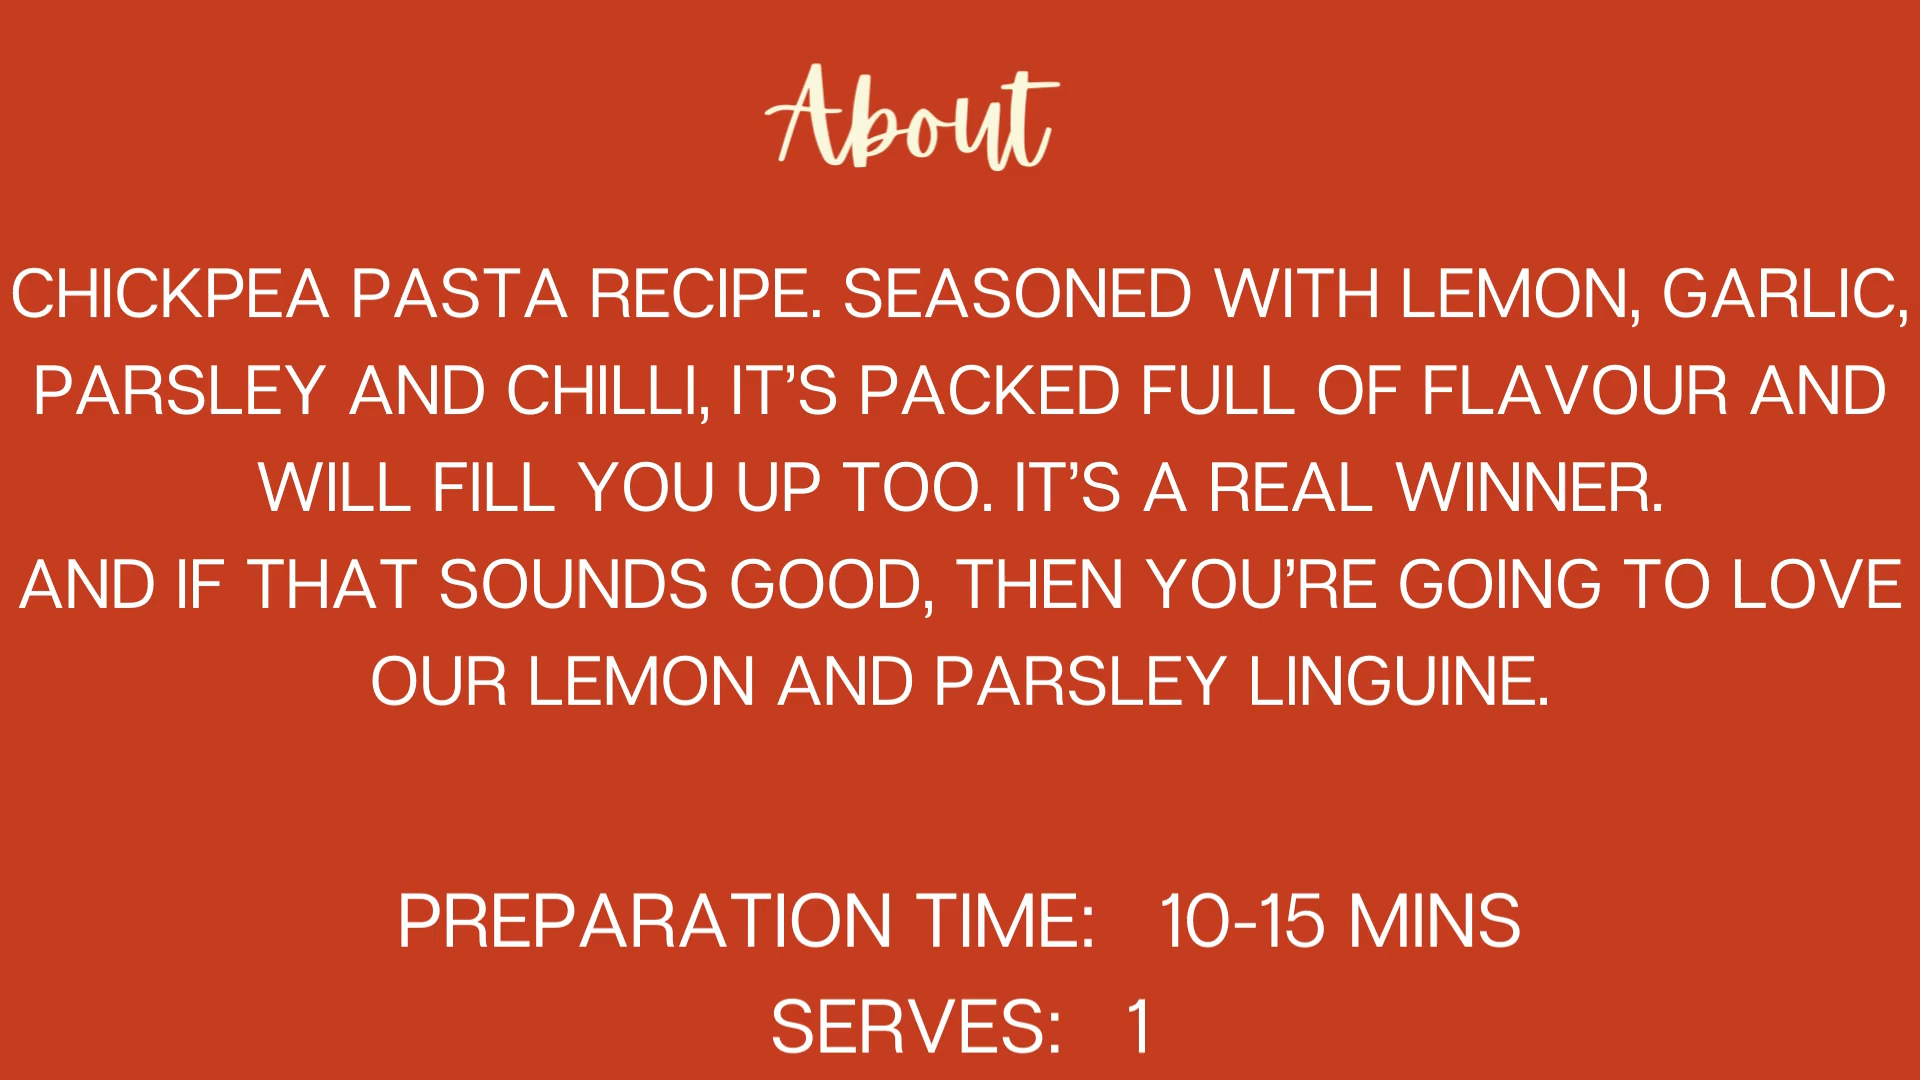 About
CHICKPEA PASTA RECIPE. SEASONED WITH LEMON, GARLIC,
PARSLEY AND CHILLI, IT’S PACKED FULL OF FLAVOUR AND
WILL FILL YOU UP TOO. IT’S A REAL WINNER.
AND IF THAT SOUNDS GOOD, THEN YOU’RE GOING TO LOVE
OUR LEMON AND PARSLEY LINGUINE.
PREPARATION TIME: 10-15 MINS
SERVES: 1